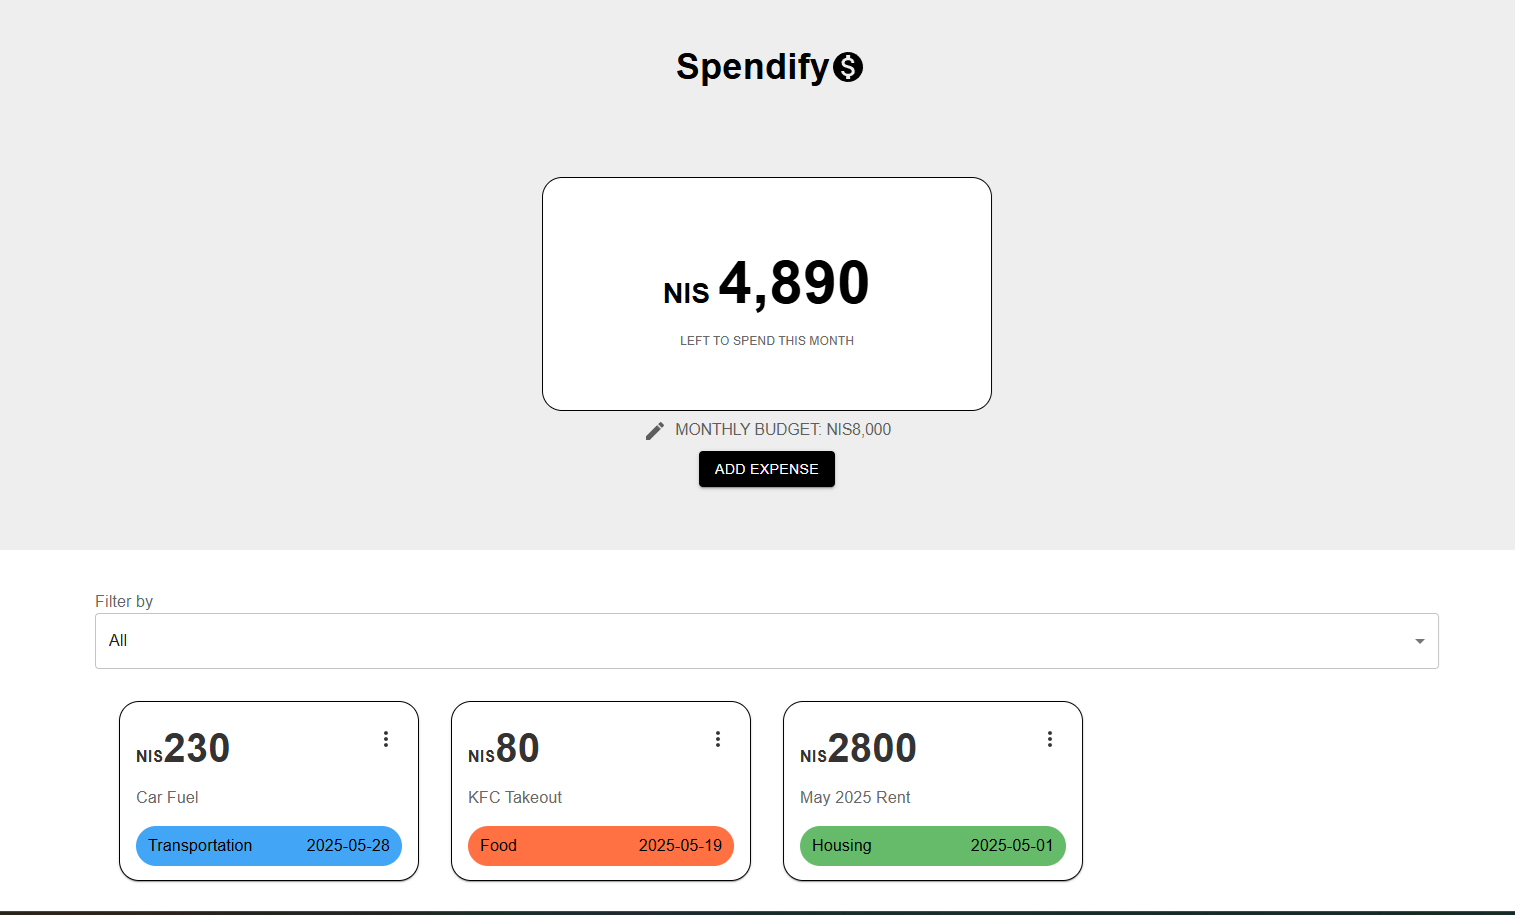 Spendify
NIS 4,890
LEFT TO SPEND THIS MONTH
MONTHLY BUDGET: NIS8,000
ADD EXPENSE
Filter by
All
NIS230
Car Fuel
Transportation 2025-05-28
NIS80
KFC Takeout
Food 2025-05-19
NIS2800
May 2025 Rent
Housing 2025-05-01